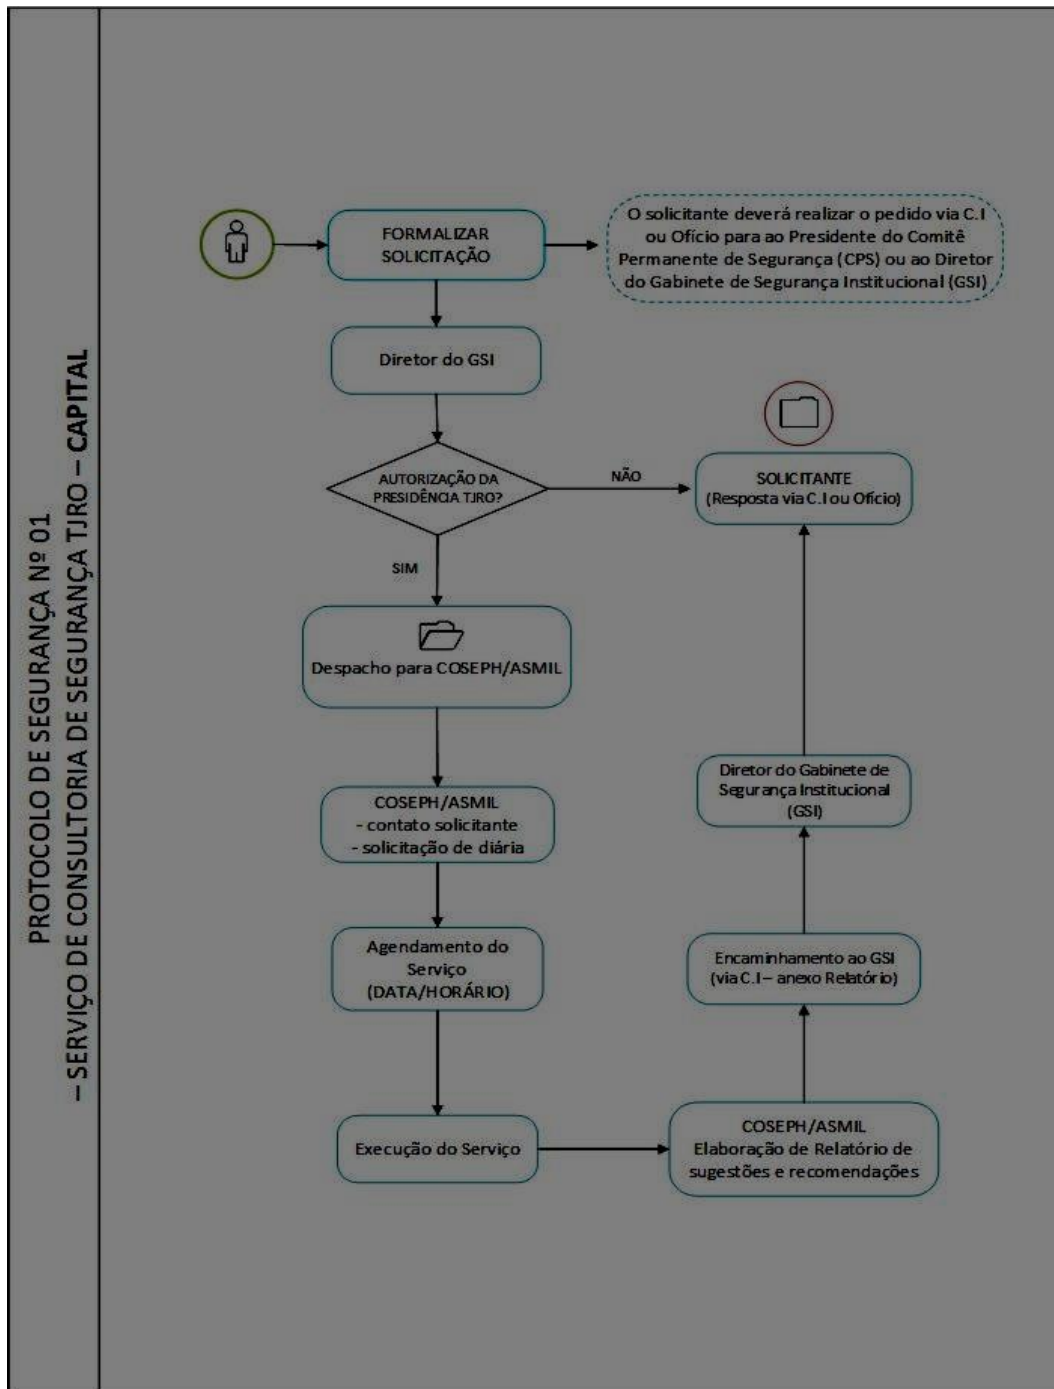 PROTOCOLO DE SEGURANÇA Nº 01
– SERVIÇO DE CONSULTORIA DE SEGURANÇA TJRO – CAPITAL
FORMALIZAR
SOLICITAÇÃO
O solicitante deverá realizar o pedido via C.I
ou Ofício para ao Presidente do Comitê
Permanente de Segurança (CPS) ou ao Diretor
do Gabinete de Segurança Institucional (GSI)
Diretor do GSI
AUTORIZAÇÃO DA
PRESIDÊNCIA TJRO?
NÃO
SOLICITANTE
(Resposta via C.I ou Ofício)
SIM
Despacho para COSEPH/ASMIL
COSEPH/ASMIL
- contato solicitante
- solicitação de diária
Agendamento do
Serviço
(DATA/HORÁRIO)
Execução do Serviço
COSEPH/ASMIL
Elaboração de Relatório de
sugestões e recomendações
Encaminhamento ao GSI
(via C.I – anexo Relatório)
Diretor do Gabinete de
Segurança Institucional
(GSI)